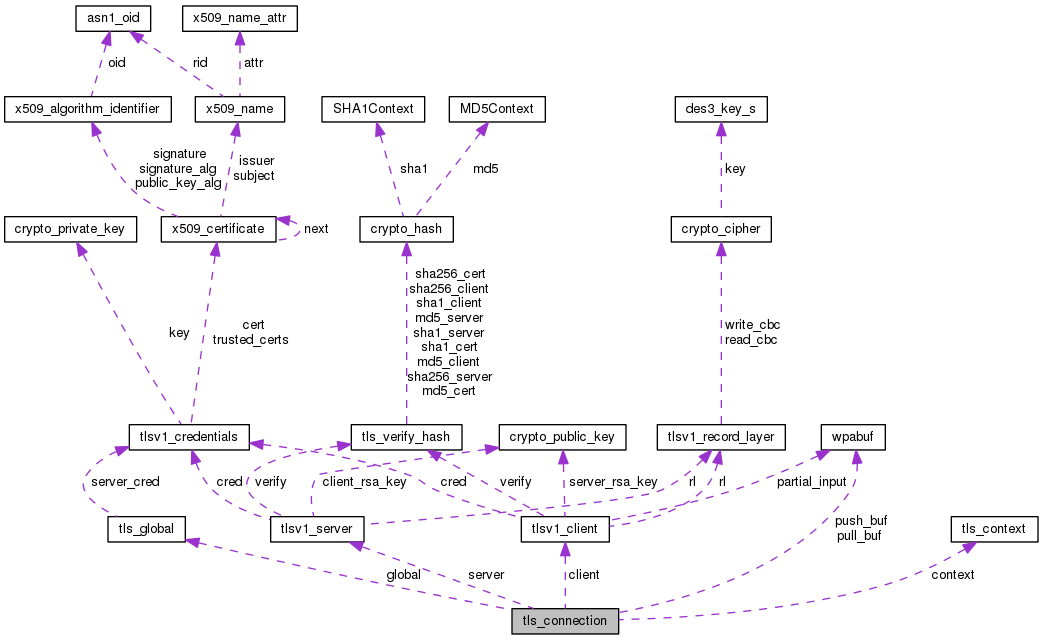 asn1_oid
x509_name_attr
oid
rid
attr
x509_algorithm_identifier
x509_name
SHA1Context
MD5Context
des3_key_s
signature
signature_alg
public_key_alg
issuer
subject
sha1
md5
key
crypto_private_key
x509_certificate
next
crypto_hash
crypto_cipher
key
cert
trusted_certs
sha256_cert
sha256_client
sha1_client
md5_server
sha1_server
sha1_cert
md5_client
sha256_server
md5_cert
write_cbc
read_cbc
tlsv1_credentials
tls_verify_hash
crypto_public_key
tlsv1_record_layer
wpabuf
server_cred
cred
verify
client_rsa_key
cred
verify
server_rsa_key
rl
rl
partial_input
tls_global
tlsv1_server
tlsv1_client
push_buf
pull_buf
tls_context
global
server
client
context
tls_connection